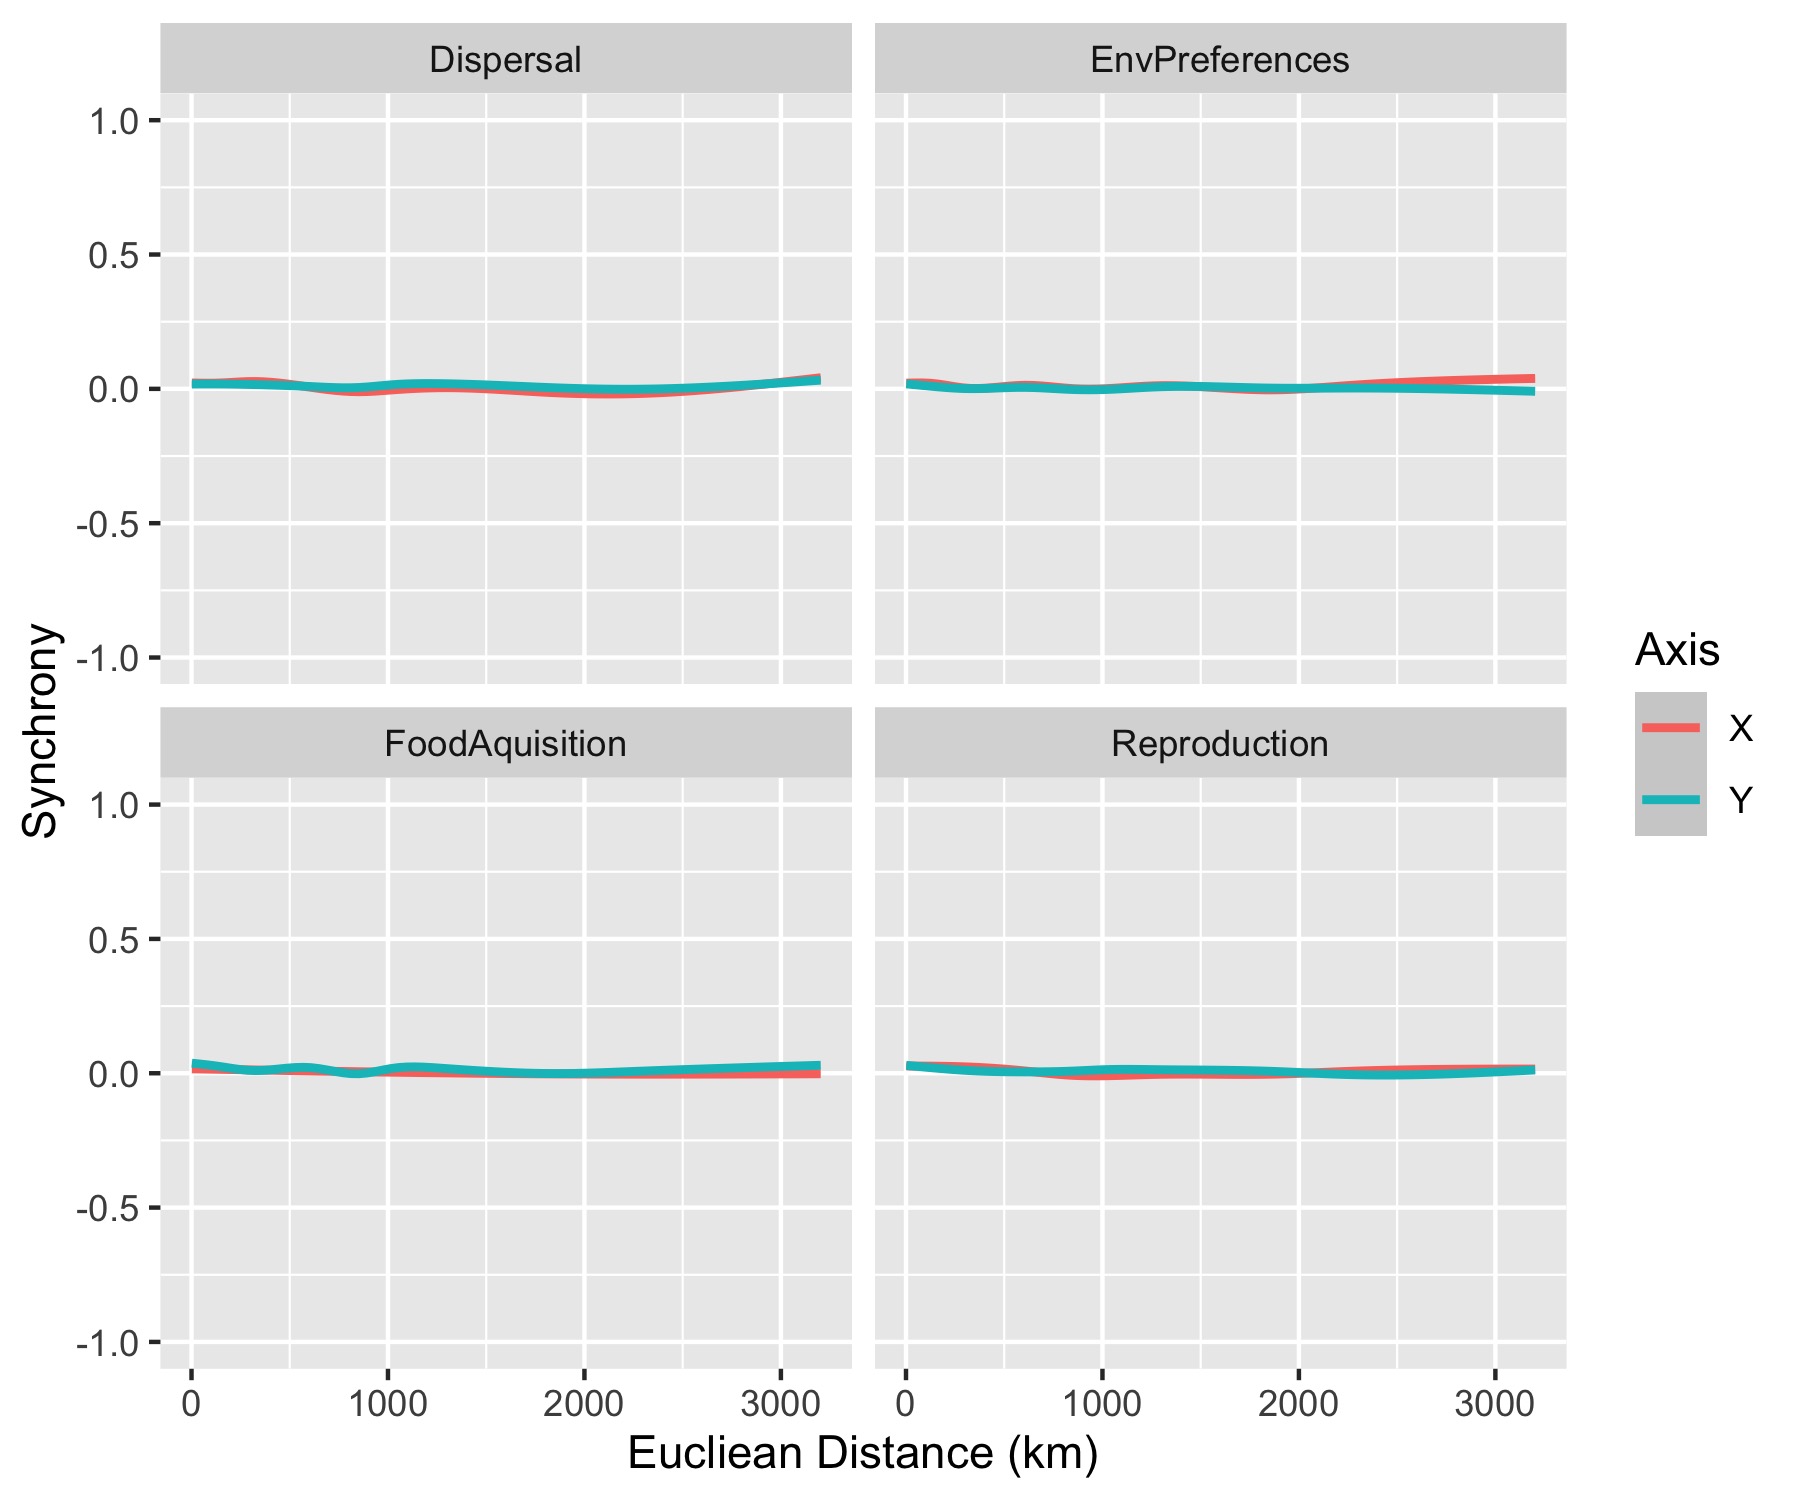 Dispersal
EnvPreferences
1.0
0.5
0.0
-0.5
-1.0
Synchrony
FoodAquisition
Reproduction
1.0
0.5
0.0
-0.5
-1.0
0 1000 2000 3000
0 1000 2000 3000
Eucliean Distance (km)
Axis
X
Y